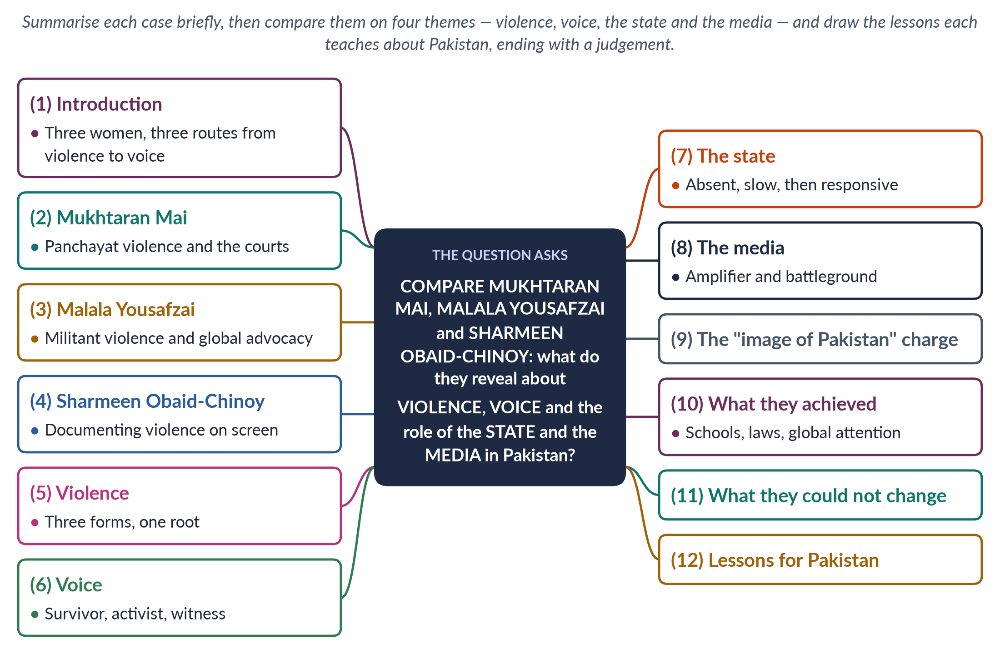 Summarise each case briefly, then compare them on four themes — violence, voice, the state and the media — and draw the lessons each
teaches about Pakistan, ending with a judgement.
(1) Introduction
• Three women, three routes from
violence to voice
(2) Mukhtaran Mai
• Panchayat violence and the courts
(3) Malala Yousafzai
• Militant violence and global advocacy
(4) Sharmeen Obaid-Chinoy
• Documenting violence on screen
(5) Violence
• Three forms, one root
(6) Voice
• Survivor, activist, witness
THE QUESTION ASKS
COMPARE MUKHTARAN
MAI, MALALA YOUSAFZAI
and SHARMEEN
OBAID-CHINOY: what do
they reveal about
VIOLENCE, VOICE and the
role of the STATE and the
MEDIA in Pakistan?
(7) The state
• Absent, slow, then responsive
(8) The media
• Amplifier and battleground
(9) The "image of Pakistan" charge
(10) What they achieved
• Schools, laws, global attention
(11) What they could not change
(12) Lessons for Pakistan